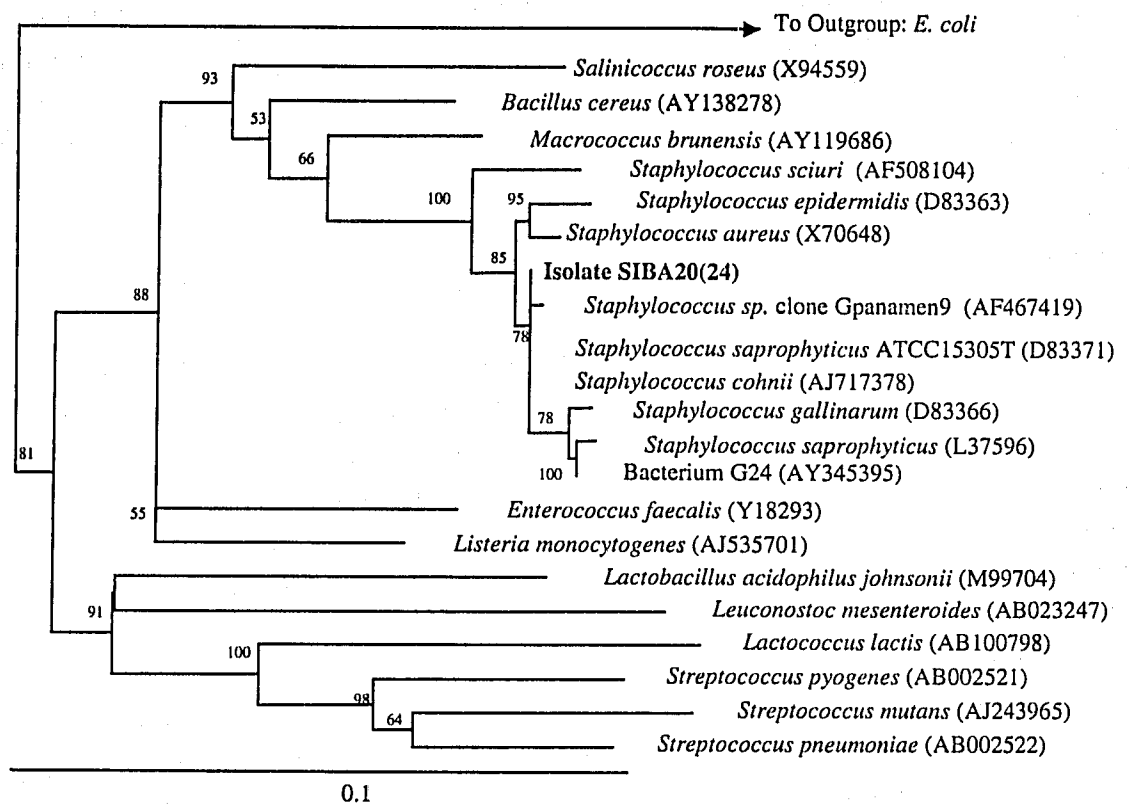 To Outgroup: E. coli
93 Salinicoccus roseus (X94559)
Bacillus cereus (AY138278)
53
Macrococcus brunensis (AY119686)
66
Staphylococcus sciuri (AF508104)
100 95 Staphylococcus epidermidis (D83363)
Staphylococcus aureus (X70648)
85
Isolate SIBA20(24)
88
Staphylococcus sp. clone Gpanamen9 (AF467419)
78
Staphylococcus saprophyticus ATCC15305T (D83371)
Staphylococcus cohnii (AJ717378)
78 Staphylococcus gallinarum (D83366)
81 Staphylococcus saprophyticus (L37596)
100 Bacterium G24 (AY345395)
55 Enterococcus faecalis (Y18293)
Listeria monocytogenes (AJ535701)
Lactobacillus acidophilus johnsonii (M99704)
91 Leuconostoc mesenteroides (AB023247)
100 Lactococcus lactis (AB100798)
Streptococcus pyogenes (AB002521)
98
64 Streptococcus mutans (AJ243965)
Streptococcus pneumoniae (AB002522)
0.1